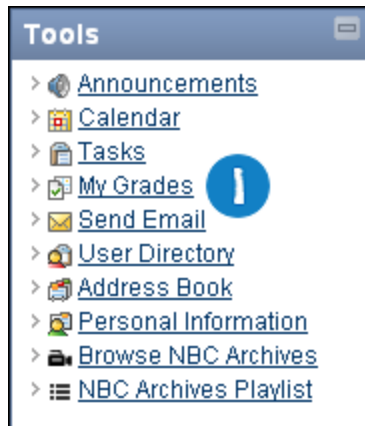 Tools
Announcements
Calendar
Tasks
My Grades
1
Send Email
User Directory
Address Book
Personal Information
Browse NBC Archives
NBC Archives Playlist